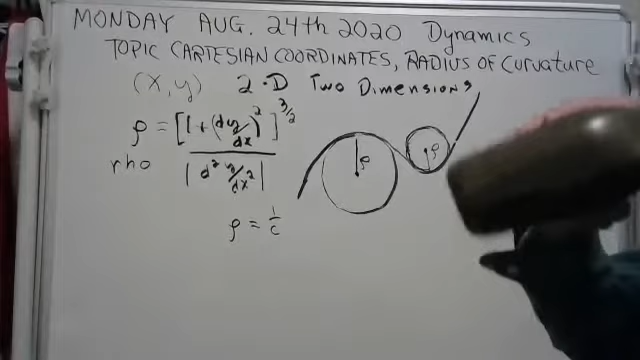 MONDAY AUG. 24th 2020 Dynamics
TOPIC CARTESIAN COORDINATES, RADIUS OF Curvature
(X, y) 2-D Two Dimensions
ρ = [1+(dy/dx)²]^3/2
rho
|d²y/dx²|
ρ = 1/c
ρ
ρ